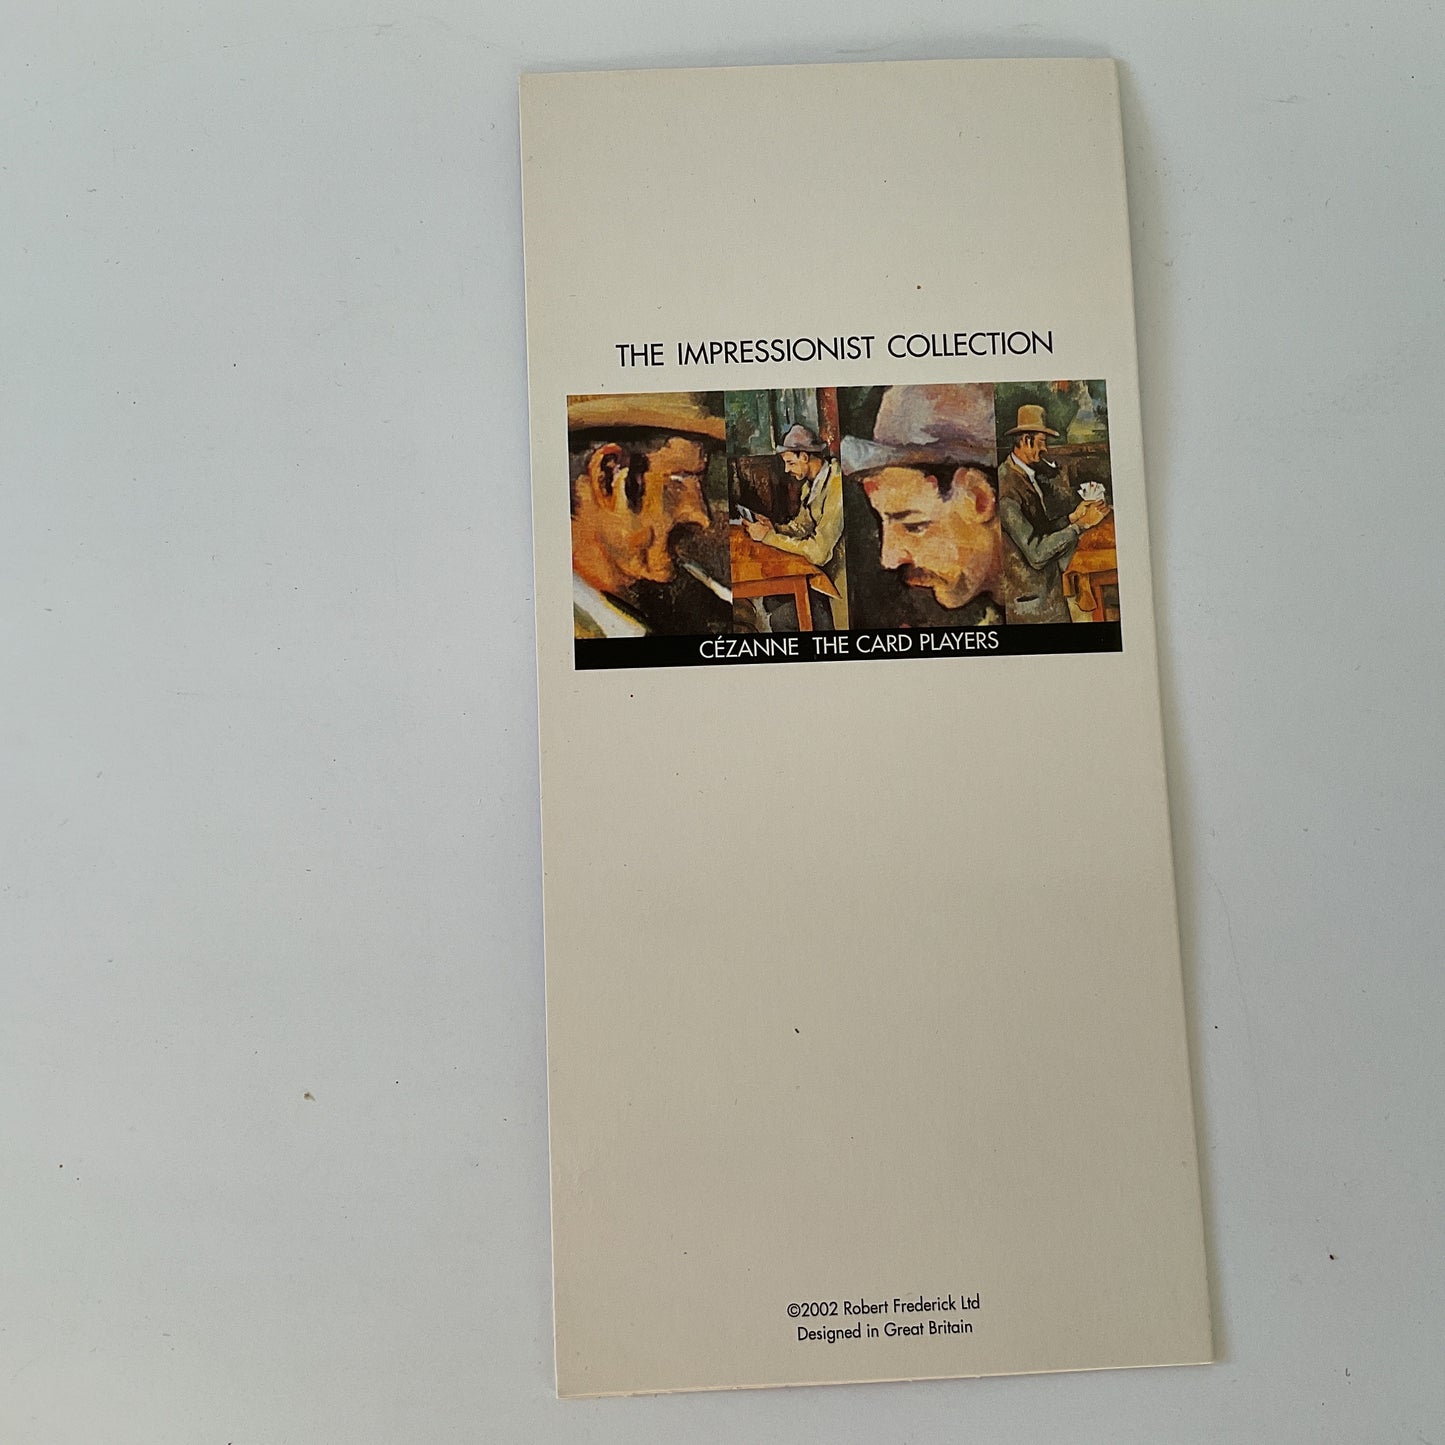 THE IMPRESSIONIST COLLECTION
CÉZANNE THE CARD PLAYERS
©2002 Robert Frederick Ltd
Designed in Great Britain